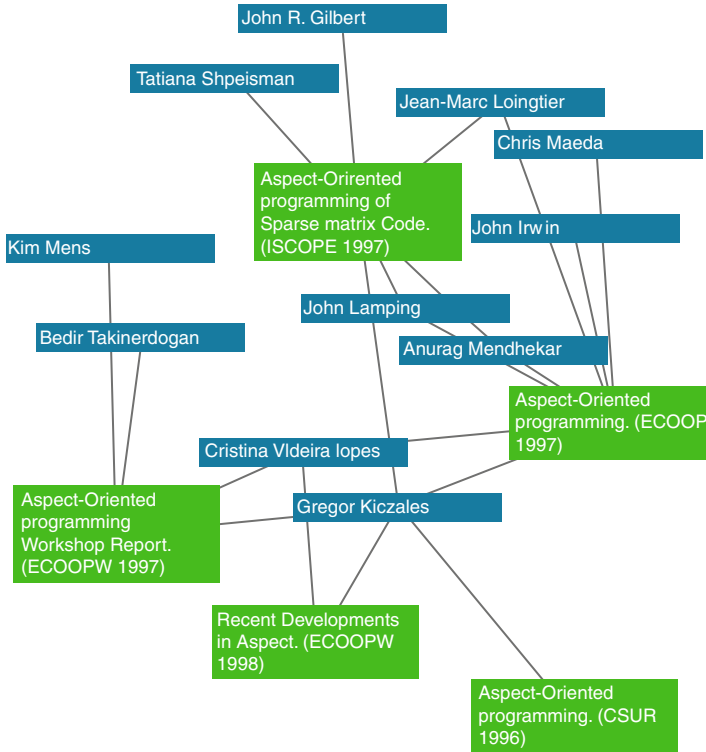 John R. Gilbert
Tatiana Shpeisman
Jean-Marc Loingtier
Chris Maeda
Aspect-Orirented
programming of
Sparse matrix Code.
(ISCOPE 1997)
John Irwin
Kim Mens
John Lamping
Bedir Takinerdogan
Anurag Mendhekar
Aspect-Oriented
programming. (ECOOP
1997)
Cristina VIdeira lopes
Aspect-Oriented
programming
Workshop Report.
(ECOOPW 1997)
Gregor Kiczales
Recent Developments
in Aspect. (ECOOPW
1998)
Aspect-Oriented
programming. (CSUR
1996)